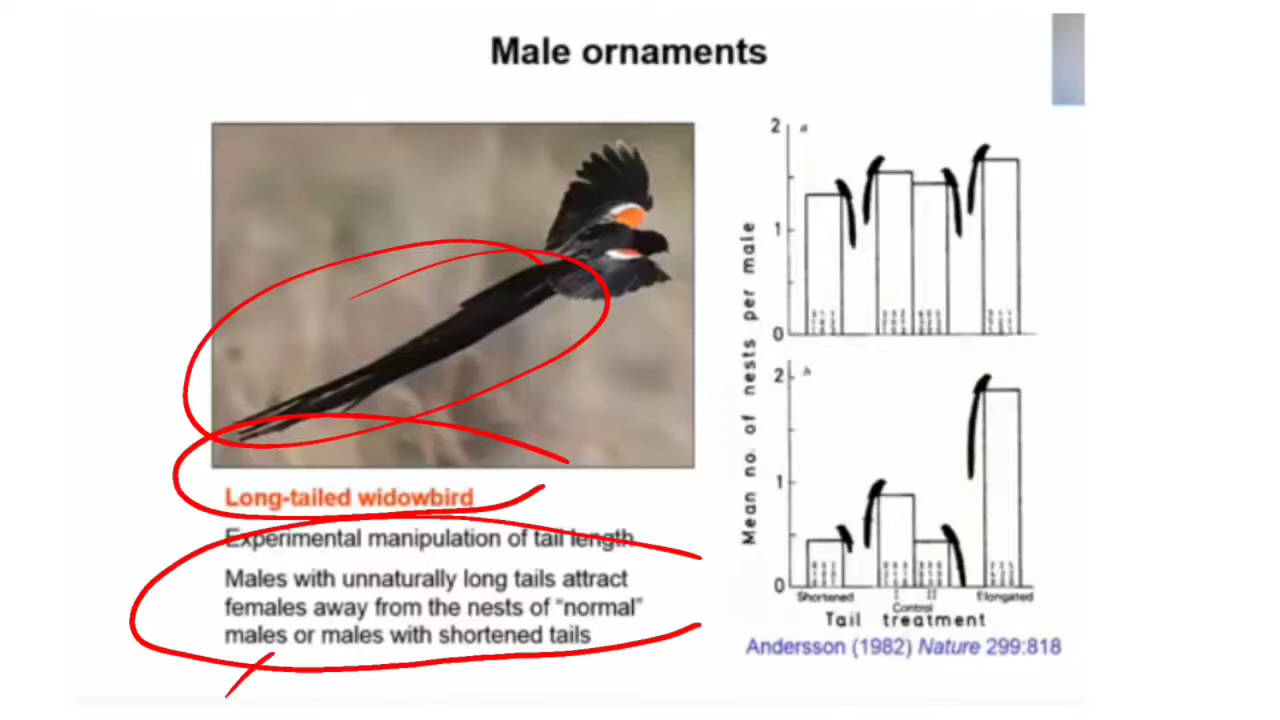 Male ornaments
Long-tailed widowbird
Experimental manipulation of tail length
Males with unnaturally long tails attract
females away from the nests of “normal”
males or males with shortened tails
Mean no. of nests per male
2
a
1
0
2
b
1
0
Shortened
I
II
Elongated
Control
Tail treatment
Andersson (1982) Nature 299:818